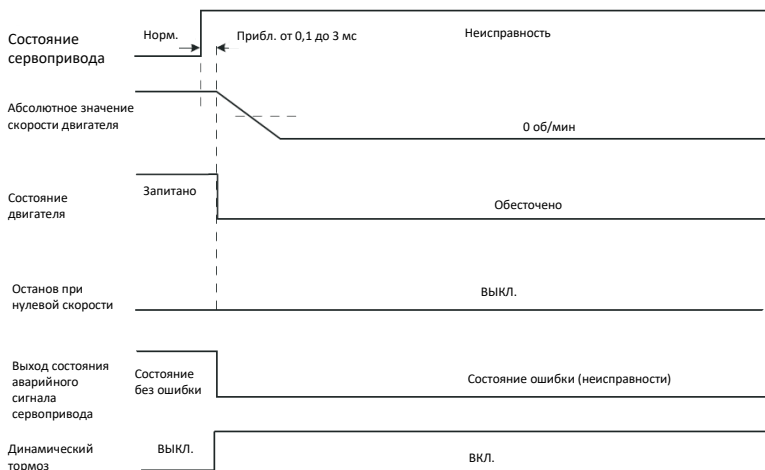 Состояние
сервопривода
Норм.
Прибл. от 0,1 до 3 мс
Неисправность
Абсолютное значение
скорости двигателя
0 об/мин
Состояние
двигателя
Запитано
Обесточено
Останов при
нулевой скорости
ВЫКЛ.
Выход состояния
аварийного
сигнала
сервопривода
Состояние
без ошибки
Состояние ошибки (неисправности)
Динамический
тормоз
ВЫКЛ.
ВКЛ.